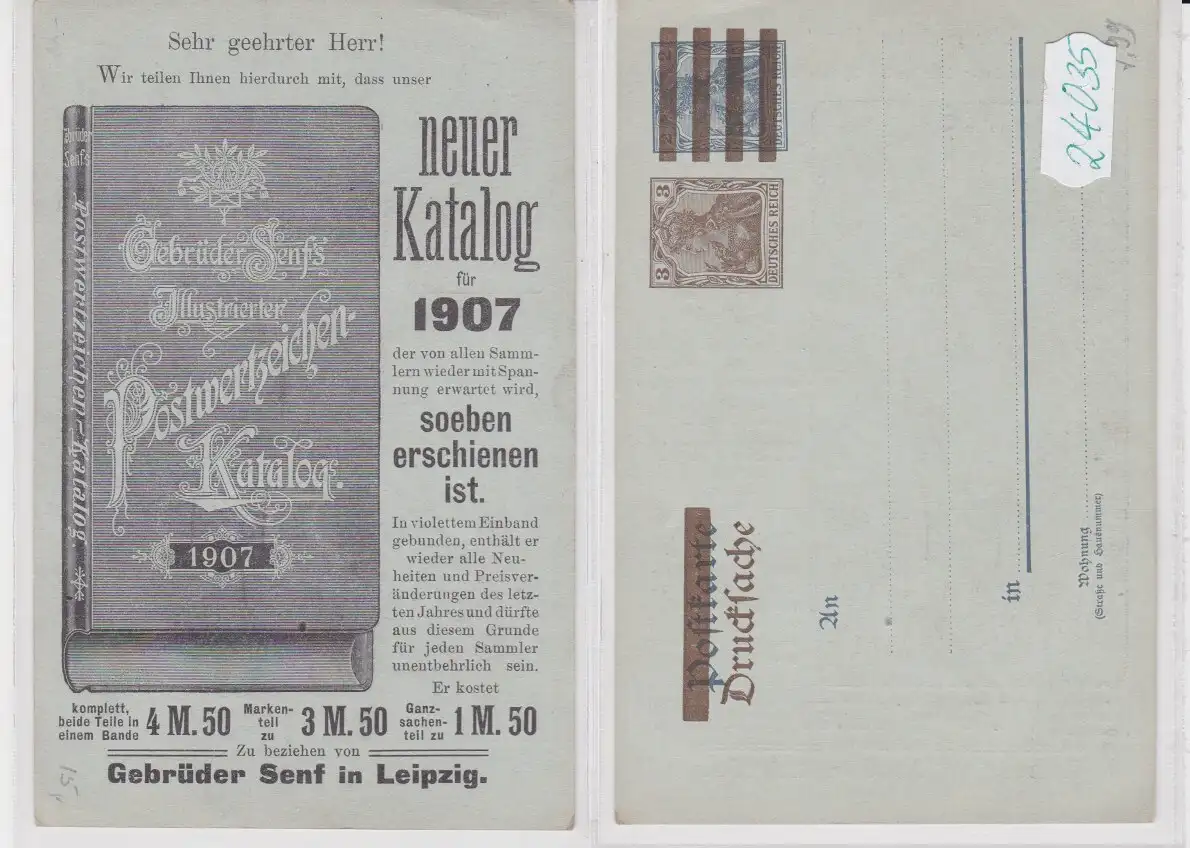 Sehr geehrter Herr!
Wir teilen Ihnen hierdurch mit, dass unser
Gebrüder
Senf's
Postwertzeichen-Katalog
Gebrüder Senf's
Illustrierter
Postwertzeichen-
Katalog.
1907
neuer
Katalog
für
1907
der von allen Samm-
lern wieder mit Span-
nung erwartet wird,
soeben
erschienen
ist.
In violettem Einband
gebunden, enthält er
wieder alle Neu-
heiten und Preisver-
änderungen des letz-
ten Jahres und dürfte
aus diesem Grunde
für jeden Sammler
unentbehrlich sein.
Er kostet
komplett,
beide Teile in
einem Bande
4 M. 50
Marken-
teil
zu
3 M. 50
Ganz-
sachen-
teil zu
1 M. 50
Zu beziehen von
Gebrüder Senf in Leipzig.
2 2
DEUTSCHES REICH
3 3
DEUTSCHES REICH
Postkarte
Drucksache
An
in
Wohnung
(Straße und Hausnummer)
24035